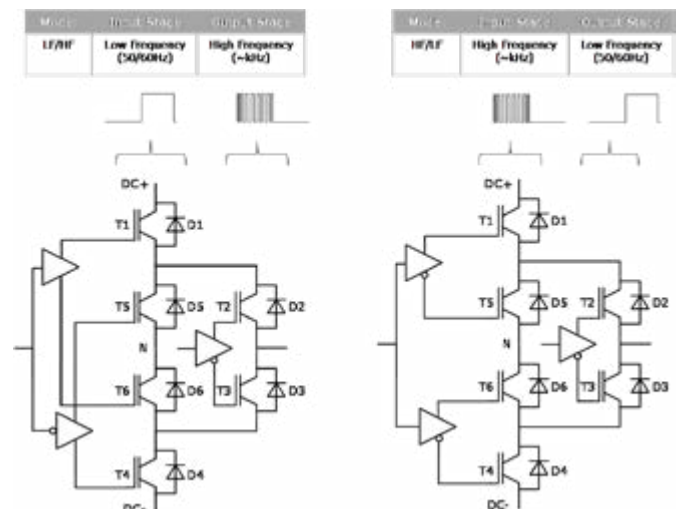 Mode Input Stage Output Stage
LF/HF Low Frequency High Frequency
(50/60Hz) (~kHz)
DC+
T1 D1
T5 D5 T2 D2
N
T6 D6 T3 D3
T4 D4
DC-
Mode Input Stage Output Stage
HF/LF High Frequency Low Frequency
(~kHz) (50/60Hz)
DC+
T1 D1
T5 D5 T2 D2
N
T6 D6 T3 D3
T4 D4
DC-